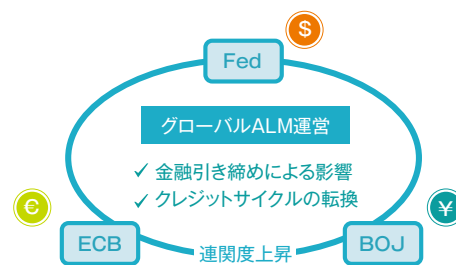 $
Fed
グローバルALM運営
✓ 金融引き締めによる影響
✓ クレジットサイクルの転換
€
¥
ECB
連関度上昇
BOJ